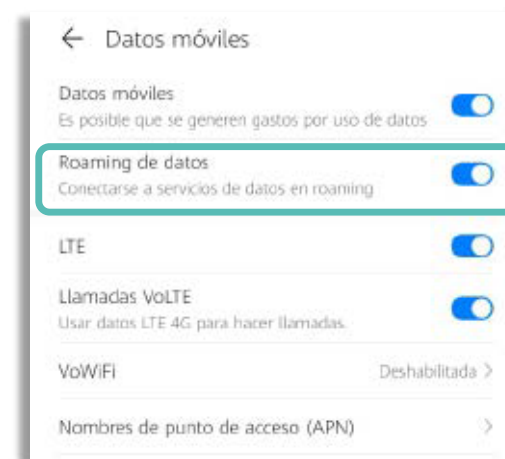 Datos móviles
Datos móviles
Es posible que se generen gastos por uso de datos
Roaming de datos
Conectarse a servicios de datos en roaming
LTE
Llamadas VoLTE
Usar datos LTE 4G para hacer llamadas.
VoWiFi
Deshabilitada
Nombres de punto de acceso (APN)